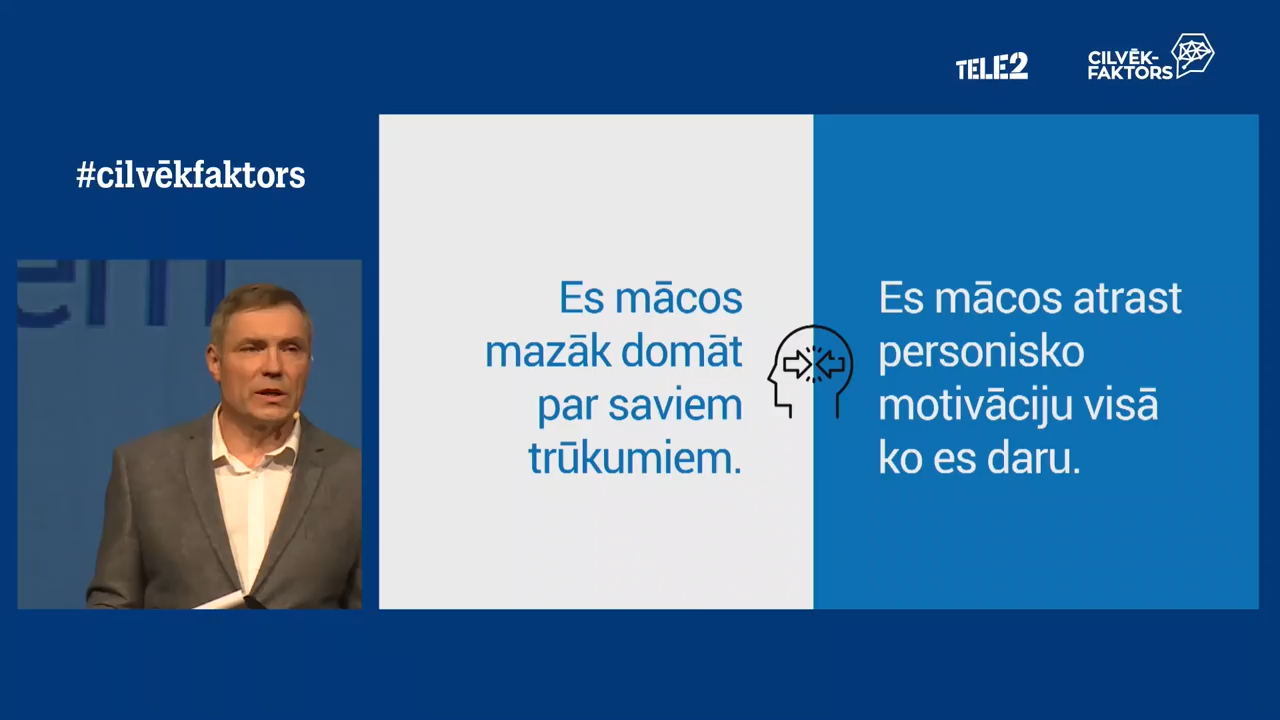 TELE2
CILVĒK-
FAKTORS
#cilvēkfaktors
em
Es mācos
mazāk domāt
par saviem
trūkumiem.
Es mācos atrast
personisko
motivāciju visā
ko es daru.